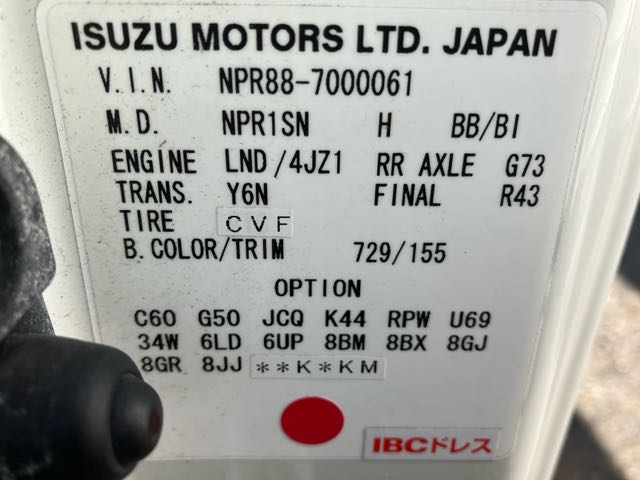 ISUZU MOTORS LTD. JAPAN
V.I.N. NPR88-7000061
M.D. NPR1SN H BB/BI
ENGINE LND/4JZ1 RR AXLE G73
TRANS. Y6N FINAL R43
TIRE CVF
B.COLOR/TRIM 729/155
OPTION
C60 G50 JCQ K44 RPW U69
34W 6LD 6UP 8BM 8BX 8GJ
8GR 8JJ **K*KM
IBCドレス